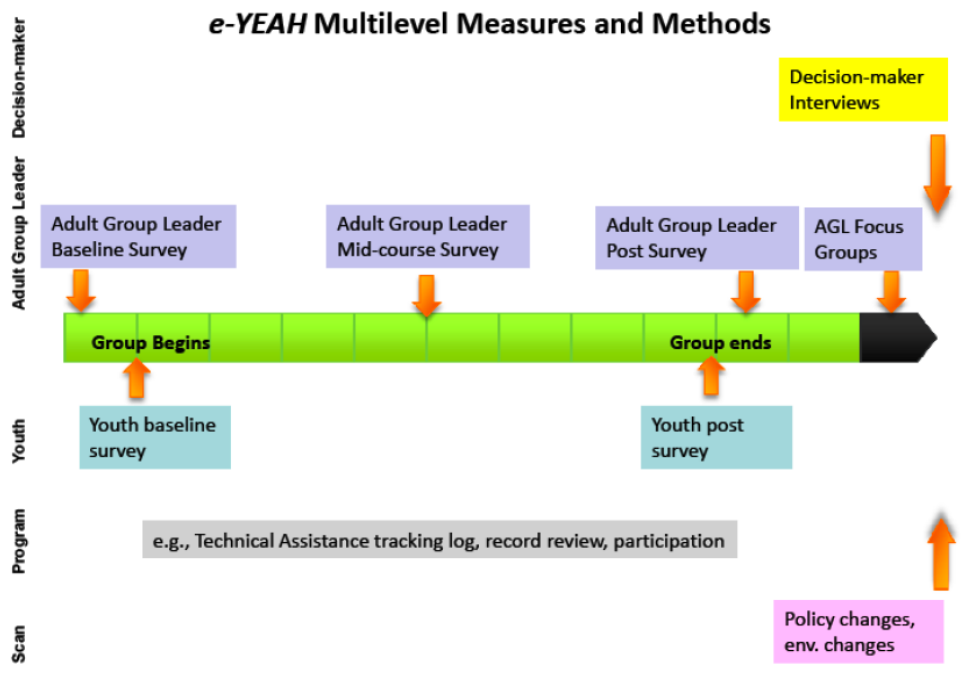 e-YEAH Multilevel Measures and Methods
Decision-maker
Decision-maker
Interviews
Adult Group Leader
Adult Group Leader
Baseline Survey
Adult Group Leader
Mid-course Survey
Adult Group Leader
Post Survey
AGL Focus
Groups
Group Begins
Group ends
Youth
Youth baseline
survey
Youth post
survey
Program
e.g., Technical Assistance tracking log, record review, participation
Scan
Policy changes,
env. changes